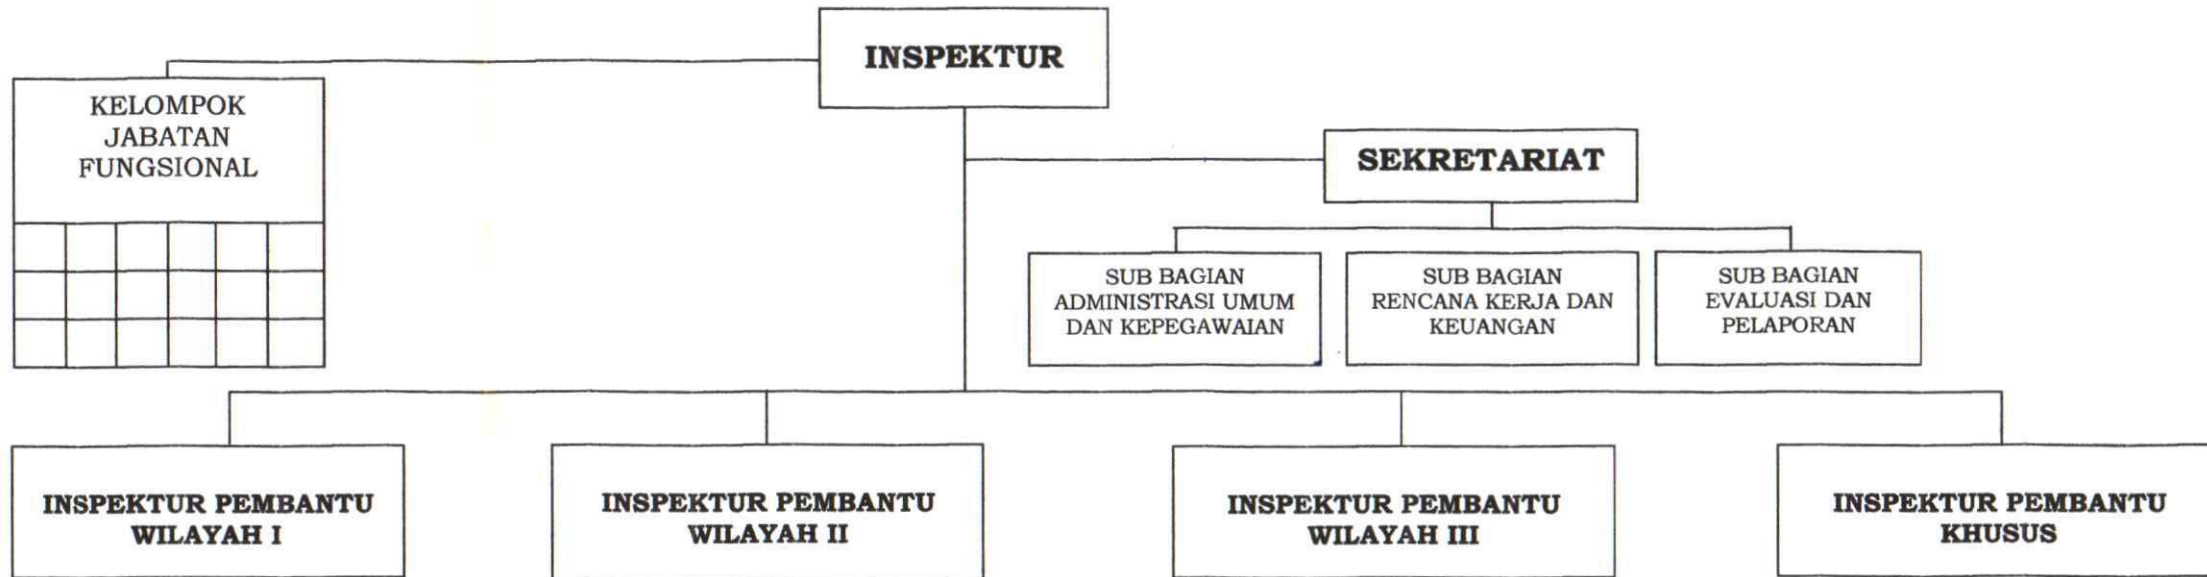 INSPEKTUR
KELOMPOK
JABATAN
FUNGSIONAL
SEKRETARIAT
SUB BAGIAN
ADMINISTRASI UMUM
DAN KEPEGAWAIAN
SUB BAGIAN
RENCANA KERJA DAN
KEUANGAN
SUB BAGIAN
EVALUASI DAN
PELAPORAN
INSPEKTUR PEMBANTU
WILAYAH I
INSPEKTUR PEMBANTU
WILAYAH II
INSPEKTUR PEMBANTU
WILAYAH III
INSPEKTUR PEMBANTU
KHUSUS